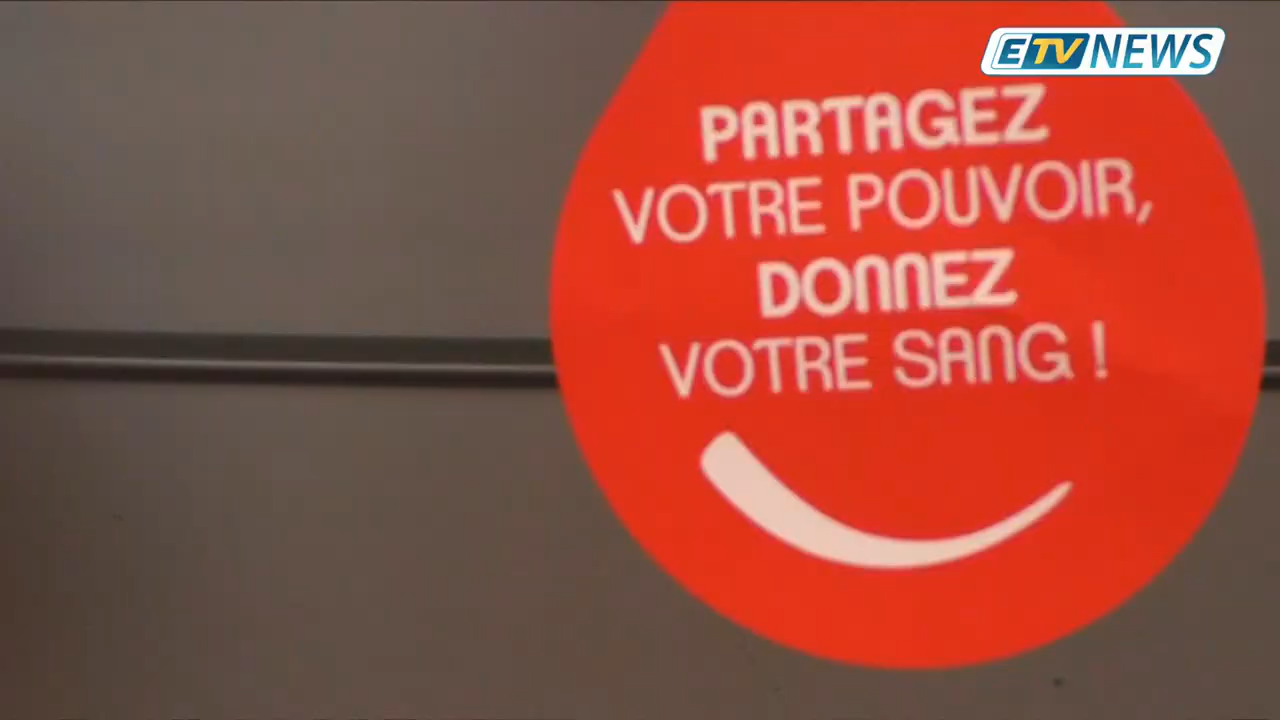 ETV NEWS
PARTAGEZ
VOTRE POUVOIR,
DONNEZ
VOTRE SANG !